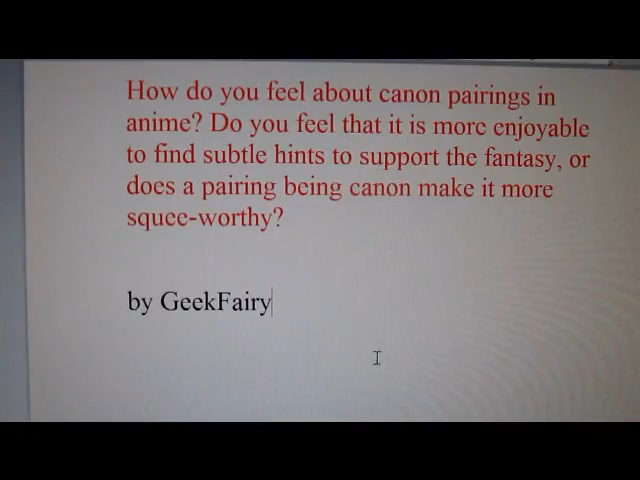 How do you feel about canon pairings in
anime? Do you feel that it is more enjoyable
to find subtle hints to support the fantasy, or
does a pairing being canon make it more
squee-worthy?
by GeekFairy